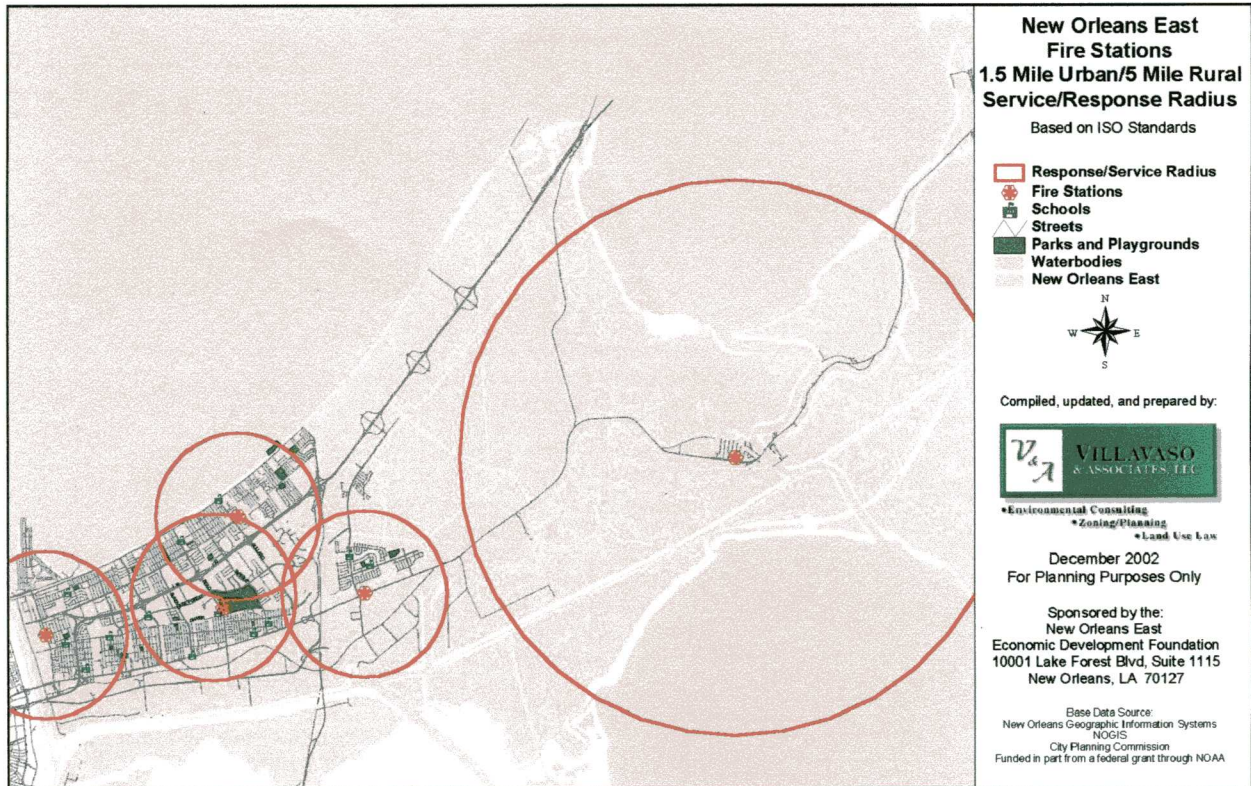 New Orleans East
Fire Stations
1.5 Mile Urban/5 Mile Rural
Service/Response Radius
Based on ISO Standards
Response/Service Radius
Fire Stations
Schools
Streets
Parks and Playgrounds
Waterbodies
New Orleans East
N
W E
S
Compiled, updated, and prepared by:
V & A
VILLAVASO
& ASSOCIATES, LLC
•Environmental Consulting
•Zoning/Planning
•Land Use Law
December 2002
For Planning Purposes Only
Sponsored by the:
New Orleans East
Economic Development Foundation
10001 Lake Forest Blvd, Suite 1115
New Orleans, LA 70127
Base Data Source:
New Orleans Geographic Information Systems
NOGIS
City Planning Commission
Funded in part from a federal grant through NOAA